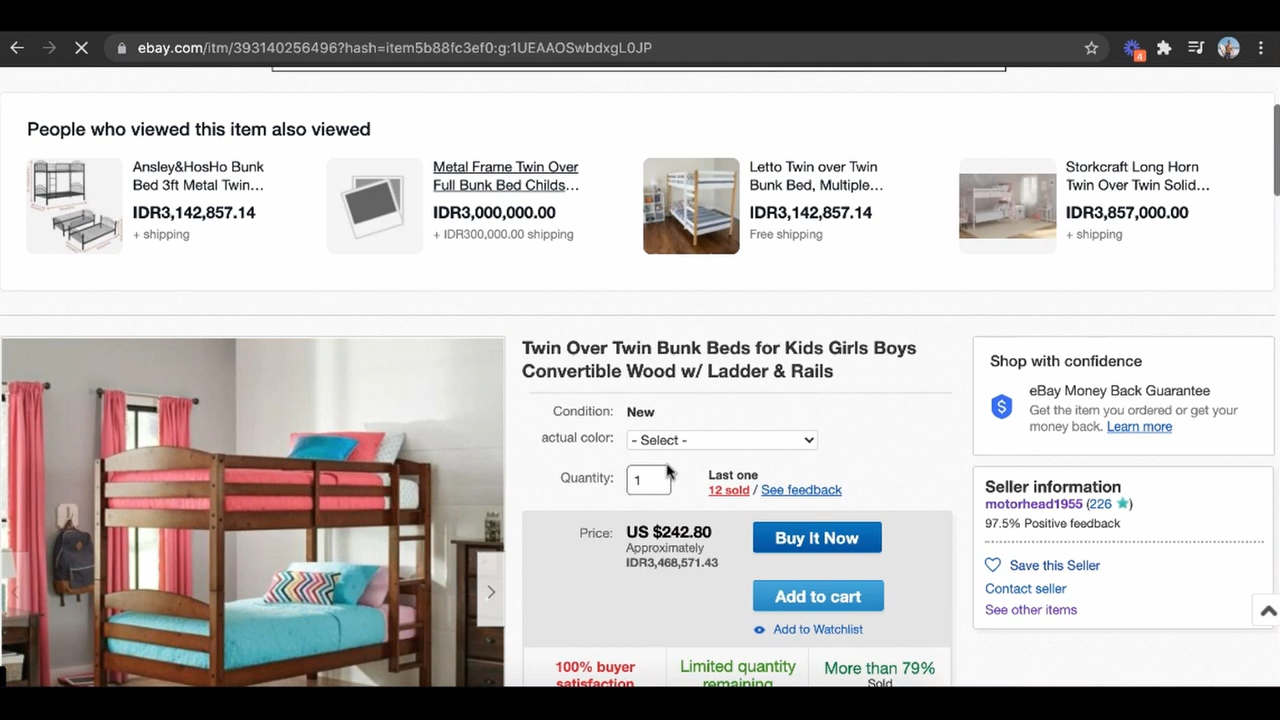 ebay.com/itm/393140256496?hash=item5b88fc3ef0:g:1UEAAOSwbdxgL0JP
4
People who viewed this item also viewed
Ansley&HosHo Bunk
Bed 3ft Metal Twin...
IDR3,142,857.14
+ shipping
Metal Frame Twin Over
Full Bunk Bed Childs...
IDR3,000,000.00
+ IDR300,000.00 shipping
Letto Twin over Twin
Bunk Bed, Multiple...
IDR3,142,857.14
Free shipping
Storkcraft Long Horn
Twin Over Twin Solid...
IDR3,857,000.00
+ shipping
Twin Over Twin Bunk Beds for Kids Girls Boys
Convertible Wood w/ Ladder & Rails
Condition: New
actual color: - Select -
Quantity: 1
Last one
12 sold / See feedback
Price: US $242.80
Approximately
IDR3,468,571.43
Buy It Now
Add to cart
Add to Watchlist
100% buyer
satisfaction
Limited quantity
remaining
More than 79%
Sold
Shop with confidence
eBay Money Back Guarantee
Get the item you ordered or get your
money back. Learn more
Seller information
motorhead1955 (226 ★)
97.5% Positive feedback
Save this Seller
Contact seller
See other items